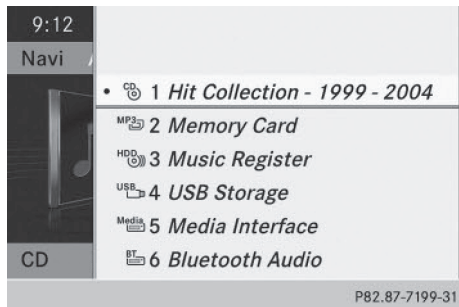 9:12
Navi
• CD 1 Hit Collection - 1999 - 2004
MP3 2 Memory Card
HDD 3 Music Register
USB 4 USB Storage
Media 5 Media Interface
BT 6 Bluetooth Audio
CD
P82.87-7199-31